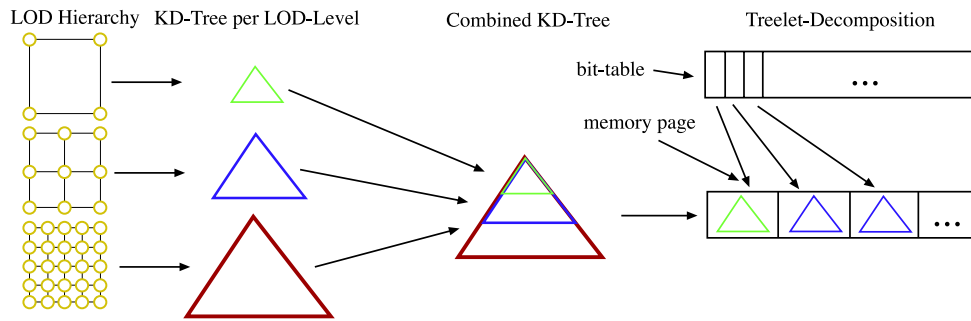 LOD Hierarchy
KD-Tree per LOD-Level
Combined KD-Tree
Treelet-Decomposition
bit-table
...
memory page
...